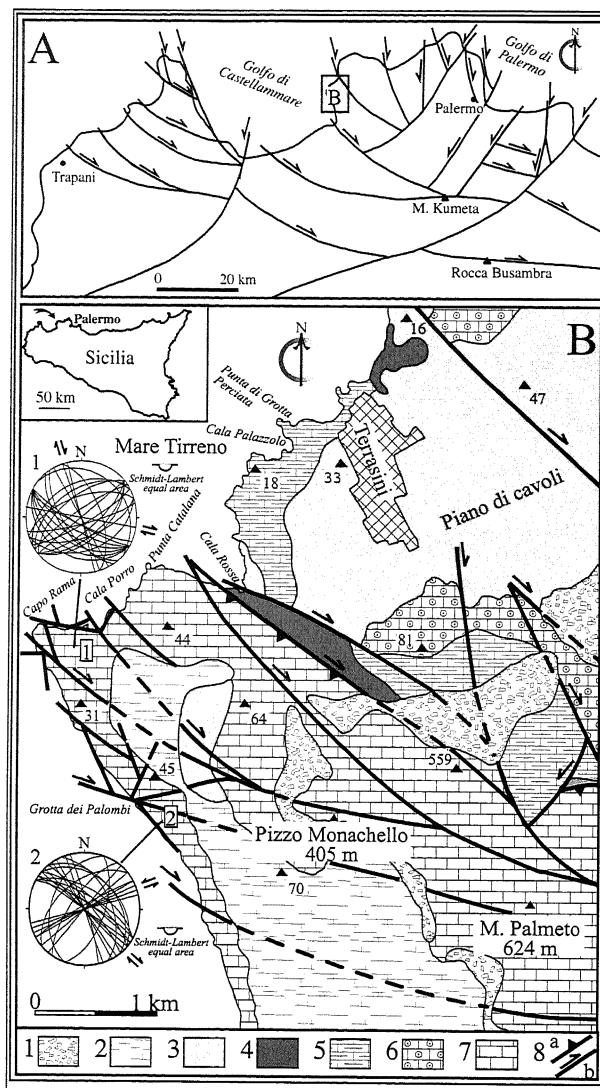 A
Golfo di
Castellammare
Golfo di
Palermo
B
Palermo
Trapani
M. Kumeta
Rocca Busambra
0 20 km
Palermo
Sicilia
50 km
N
B
16
47
Punta di Grotta
Perciata
Cala Palazzolo
Terrasini
18
33
Piano di cavoli
Mare Tirreno
N
1
Schmidt-Lambert
equal area
Punta Catalana
Cala Rossa
Capo Rama
Cala Porro
44
81
1
31
64
45
559
Grotta dei Palombi
2
Pizzo Monachello
405 m
N
2
70
Schmidt-Lambert
equal area
M. Palmeto
624 m
0 1 km
1 2 3 4 5 6 7 8 a b